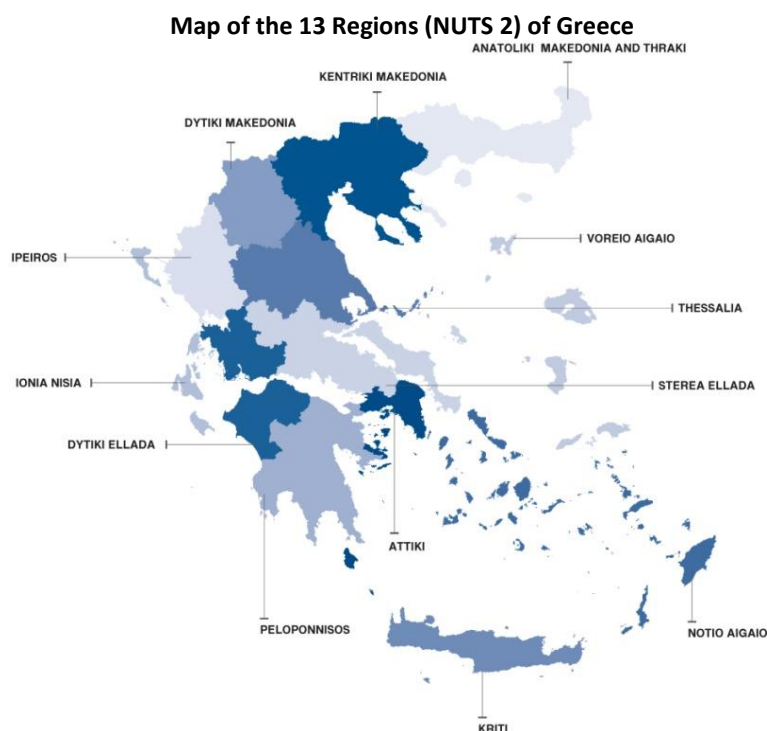 Map of the 13 Regions (NUTS 2) of Greece
ANATOLIKI MAKEDONIA AND THRAKI
KENTRIKI MAKEDONIA
DYTIKI MAKEDONIA
VOREIO AIGAIO
IPEIROS
THESSALIA
IONIA NISIA
STEREA ELLADA
DYTIKI ELLADA
ATTIKI
PELOPONNISOS
NOTIO AIGAIO
KRITI